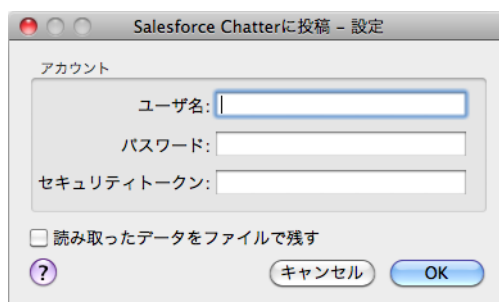 Salesforce Chatterに投稿 – 設定
アカウント
ユーザ名:
パスワード:
セキュリティトークン:
読み取ったデータをファイルで残す
? キャンセル OK